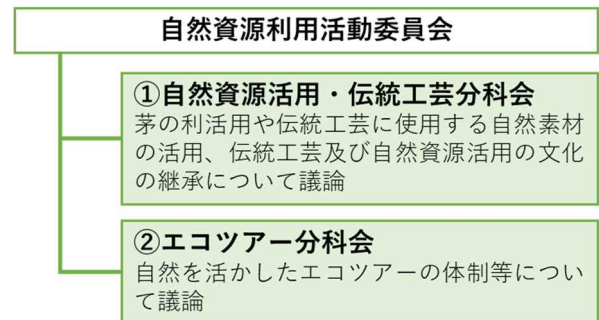 自然資源利用活動委員会
①自然資源活用・伝統工芸分科会
茅の利活用や伝統工芸に使用する自然素材
の活用、伝統工芸及び自然資源活用の文化
の継承について議論
②エコツアー分科会
自然を活かしたエコツアーの体制等につい
て議論